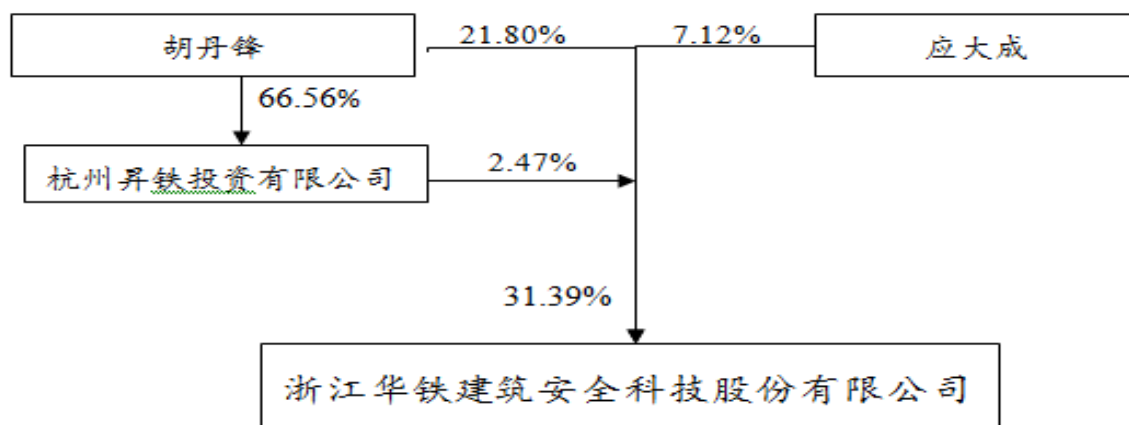 胡丹锋
21.80%
7.12%
应大成
66.56%
杭州昇铁投资有限公司
2.47%
31.39%
浙江华铁建筑安全科技股份有限公司